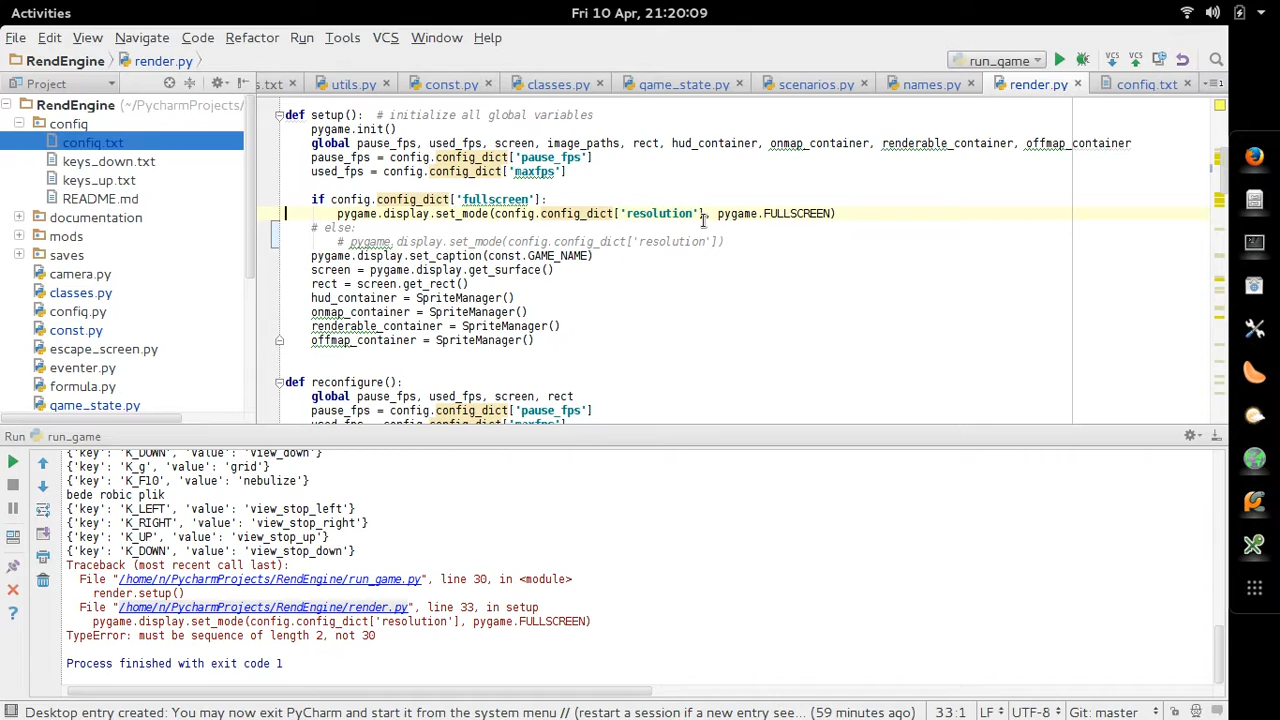 Activities
Fri 10 Apr, 21:20:09
File Edit View Navigate Code Refactor Run Tools VCS Window Help
RendEngine render.py
run_game
Project
s.txt utils.py const.py classes.py game_state.py scenarios.py names.py render.py config.txt
RendEngine (~/PycharmProjects/
config
config.txt
keys_down.txt
keys_up.txt
README.md
documentation
mods
saves
camera.py
classes.py
config.py
const.py
escape_screen.py
eventer.py
formula.py
game_state.py
def setup():  # initialize all global variables
pygame.init()
global pause_fps, used_fps, screen, image_paths, rect, hud_container, onmap_container, renderable_container, offmap_container
pause_fps = config.config_dict['pause_fps']
used_fps = config.config_dict['maxfps']
if config.config_dict['fullscreen']:
pygame.display.set_mode(config.config_dict['resolution'], pygame.FULLSCREEN)
# else:
# pygame.display.set_mode(config.config_dict['resolution'])
pygame.display.set_caption(const.GAME_NAME)
screen = pygame.display.get_surface()
rect = screen.get_rect()
hud_container = SpriteManager()
onmap_container = SpriteManager()
renderable_container = SpriteManager()
offmap_container = SpriteManager()
def reconfigure():
global pause_fps, used_fps, screen, rect
pause_fps = config.config_dict['pause_fps']
used_fps = config.config_dict['maxfps']
Run run_game
{'key': 'K_DOWN', 'value': 'view_down'}
{'key': 'K_g', 'value': 'grid'}
{'key': 'K_F10', 'value': 'nebulize'}
bede robic plik
{'key': 'K_LEFT', 'value': 'view_stop_left'}
{'key': 'K_RIGHT', 'value': 'view_stop_right'}
{'key': 'K_UP', 'value': 'view_stop_up'}
{'key': 'K_DOWN', 'value': 'view_stop_down'}
Traceback (most recent call last):
File "/home/n/PycharmProjects/RendEngine/run_game.py", line 30, in <module>
render.setup()
File "/home/n/PycharmProjects/RendEngine/render.py", line 33, in setup
pygame.display.set_mode(config.config_dict['resolution'], pygame.FULLSCREEN)
TypeError: must be sequence of length 2, not 30
Process finished with exit code 1
Desktop entry created: You may now exit PyCharm and start it from the system menu // (restart a session if a new entry see... (59 minutes ago)
33:1 LF UTF-8 Git: master